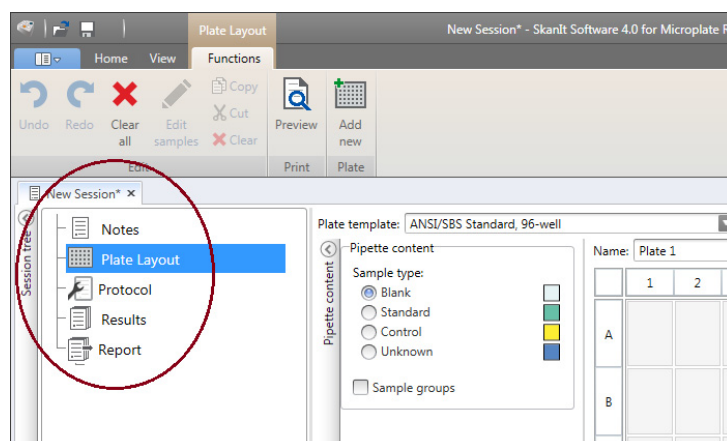 Plate Layout
New Session* - SkanIt Software 4.0 for Microplate R
Home View Functions
Undo
Redo
Clear all
Edit samples
Copy
Cut
Clear
Preview
Add new
Edit
Print
Plate
New Session* ×
Session tree
Notes
Plate Layout
Protocol
Results
Report
Plate template: ANSI/SBS Standard, 96-well
Pipette content
Pipette content
Sample type:
Blank
Standard
Control
Unknown
Sample groups
Name: Plate 1
1 2
A
B